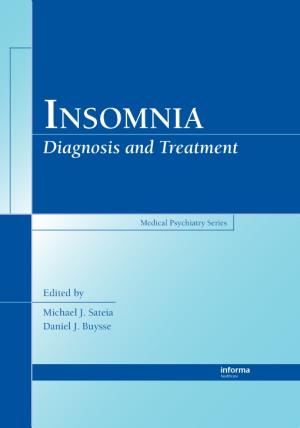 INSOMNIA
Diagnosis and Treatment
Medical Psychiatry Series
Edited by
Michael J. Sateia
Daniel J. Buysse
informa
healthcare